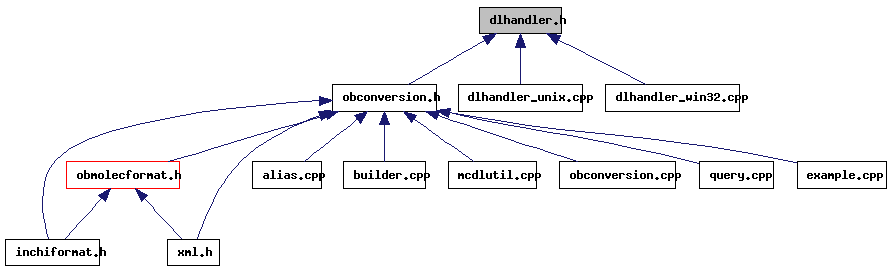 dlhandler.h
obconversion.h
dlhandler_unix.cpp
dlhandler_win32.cpp
obmolecformat.h
alias.cpp
builder.cpp
mcdlutil.cpp
obconversion.cpp
query.cpp
example.cpp
inchiformat.h
xml.h